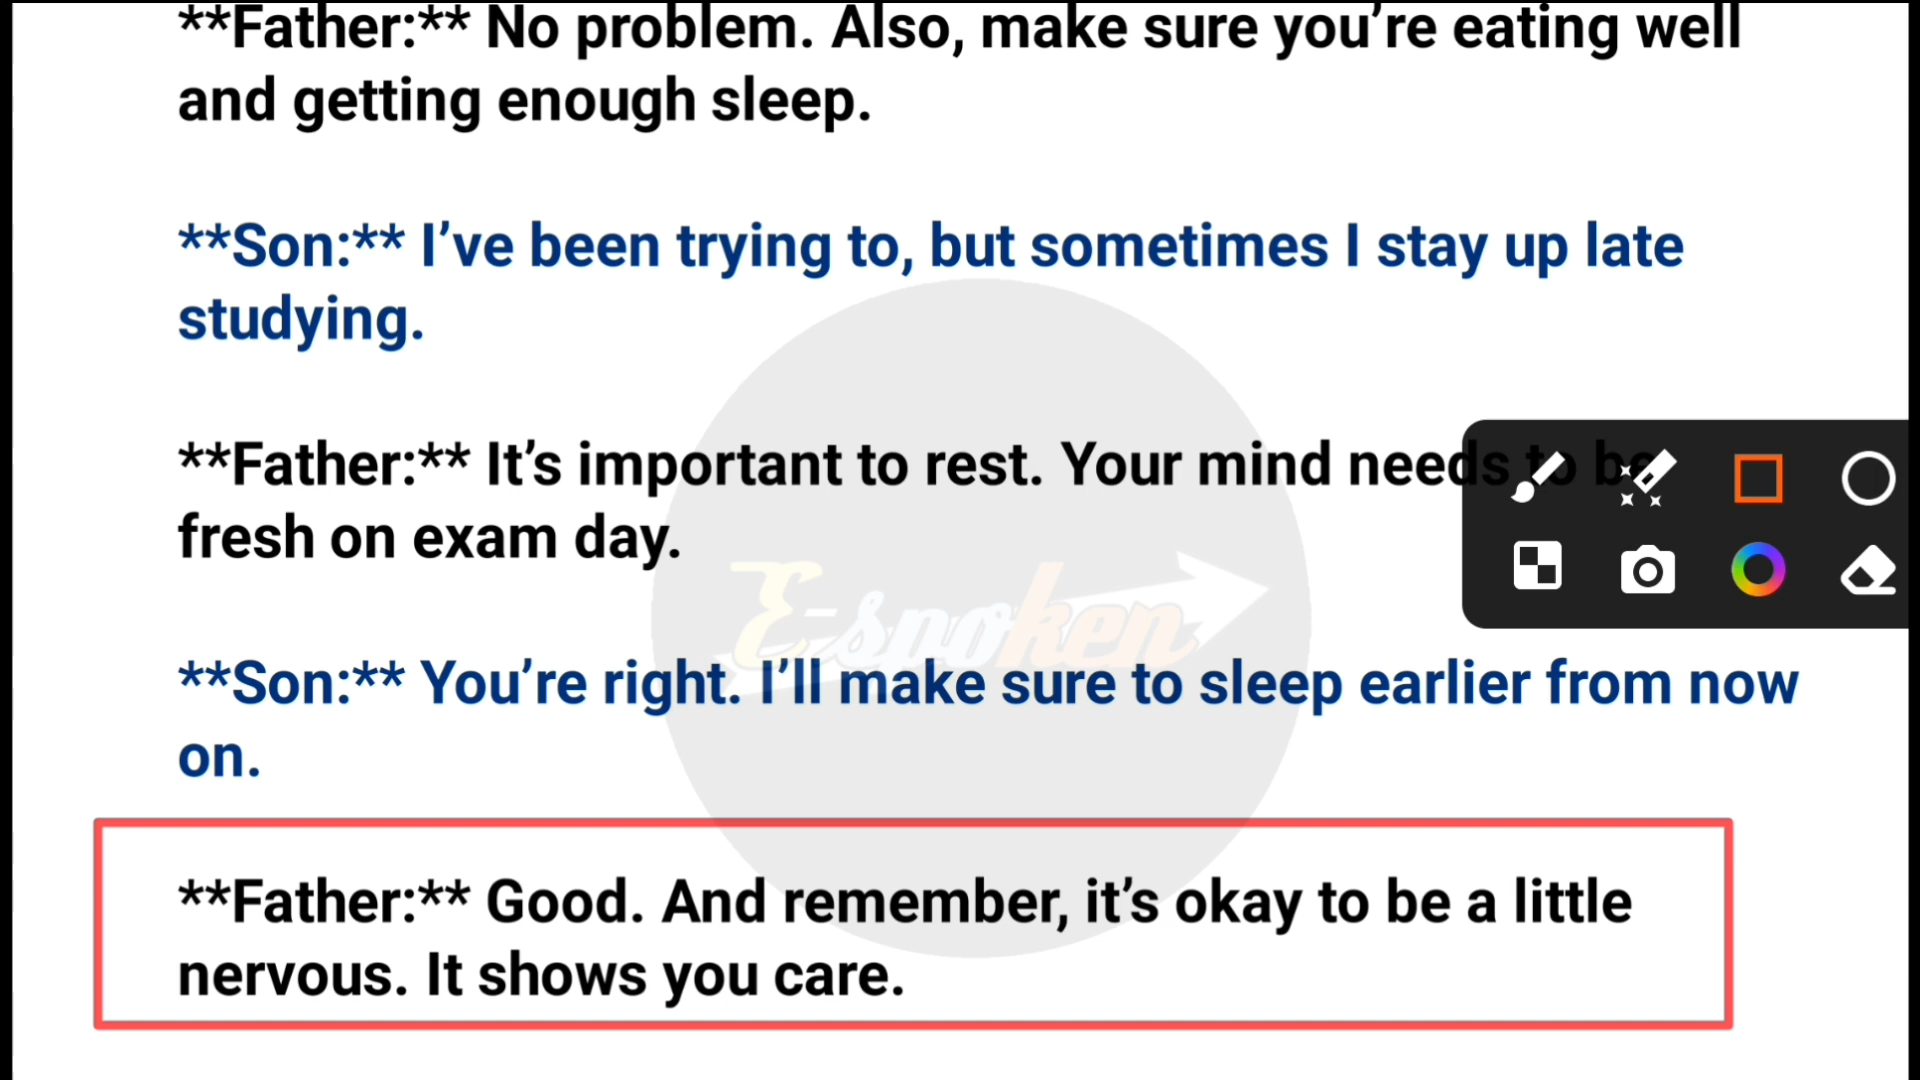 **Father:** No problem. Also, make sure you’re eating well
and getting enough sleep.
**Son:** I’ve been trying to, but sometimes I stay up late
studying.
**Father:** It’s important to rest. Your mind needs to be
fresh on exam day.
E-spoken
**Son:** You’re right. I’ll make sure to sleep earlier from now
on.
**Father:** Good. And remember, it’s okay to be a little
nervous. It shows you care.